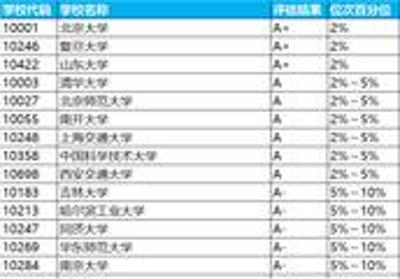 学校代码 学校名称 评估结果 位次百分位
10001 北京大学 A+ 2%
10246 复旦大学 A+ 2%
10422 山东大学 A+ 2%
10003 清华大学 A 2%~5%
10027 北京师范大学 A 2%~5%
10055 南开大学 A 2%~5%
10248 上海交通大学 A 2%~5%
10358 中国科学技术大学 A 2%~5%
10698 西安交通大学 A 2%~5%
10183 吉林大学 A- 5%~10%
10213 哈尔滨工业大学 A- 5%~10%
10247 同济大学 A- 5%~10%
10269 华东师范大学 A- 5%~10%
10284 南京大学 A- 5%~10%